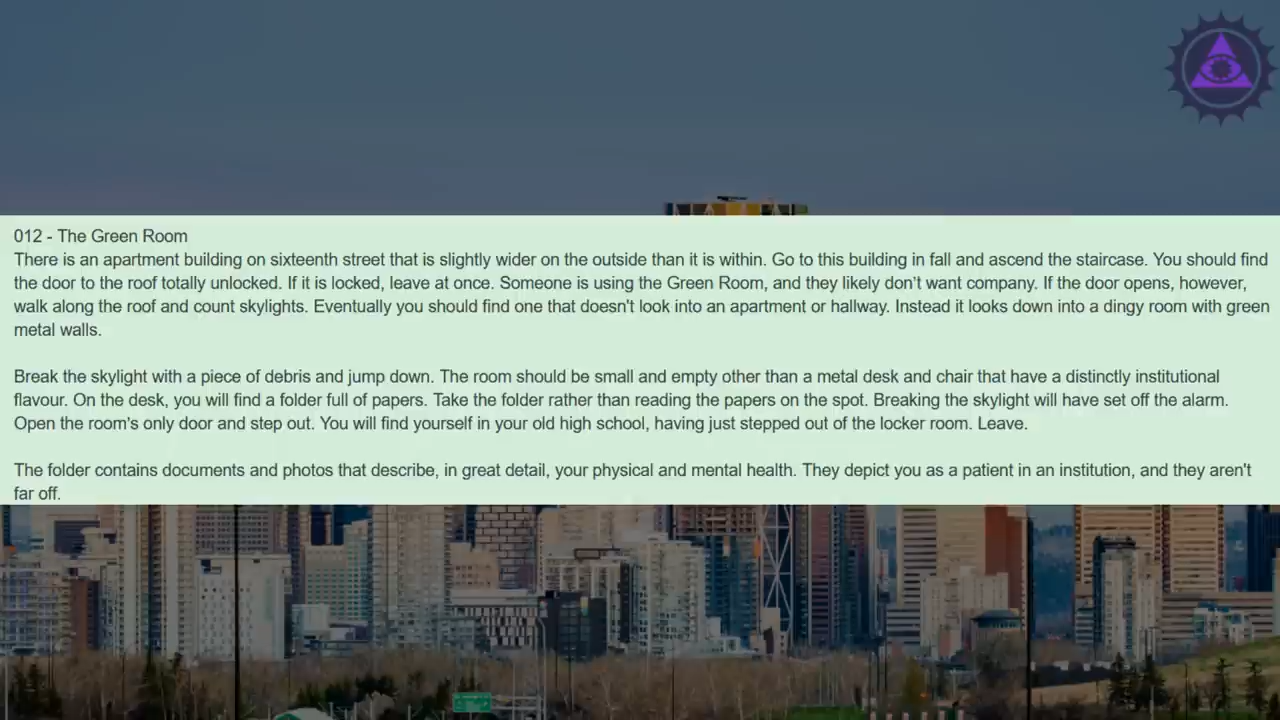 012 - The Green Room
There is an apartment building on sixteenth street that is slightly wider on the outside than it is within. Go to this building in fall and ascend the staircase. You should find
the door to the roof totally unlocked. If it is locked, leave at once. Someone is using the Green Room, and they likely don't want company. If the door opens, however,
walk along the roof and count skylights. Eventually you should find one that doesn't look into an apartment or hallway. Instead it looks down into a dingy room with green
metal walls.
Break the skylight with a piece of debris and jump down. The room should be small and empty other than a metal desk and chair that have a distinctly institutional
flavour. On the desk, you will find a folder full of papers. Take the folder rather than reading the papers on the spot. Breaking the skylight will have set off the alarm.
Open the room's only door and step out. You will find yourself in your old high school, having just stepped out of the locker room. Leave.
The folder contains documents and photos that describe, in great detail, your physical and mental health. They depict you as a patient in an institution, and they aren't
far off.